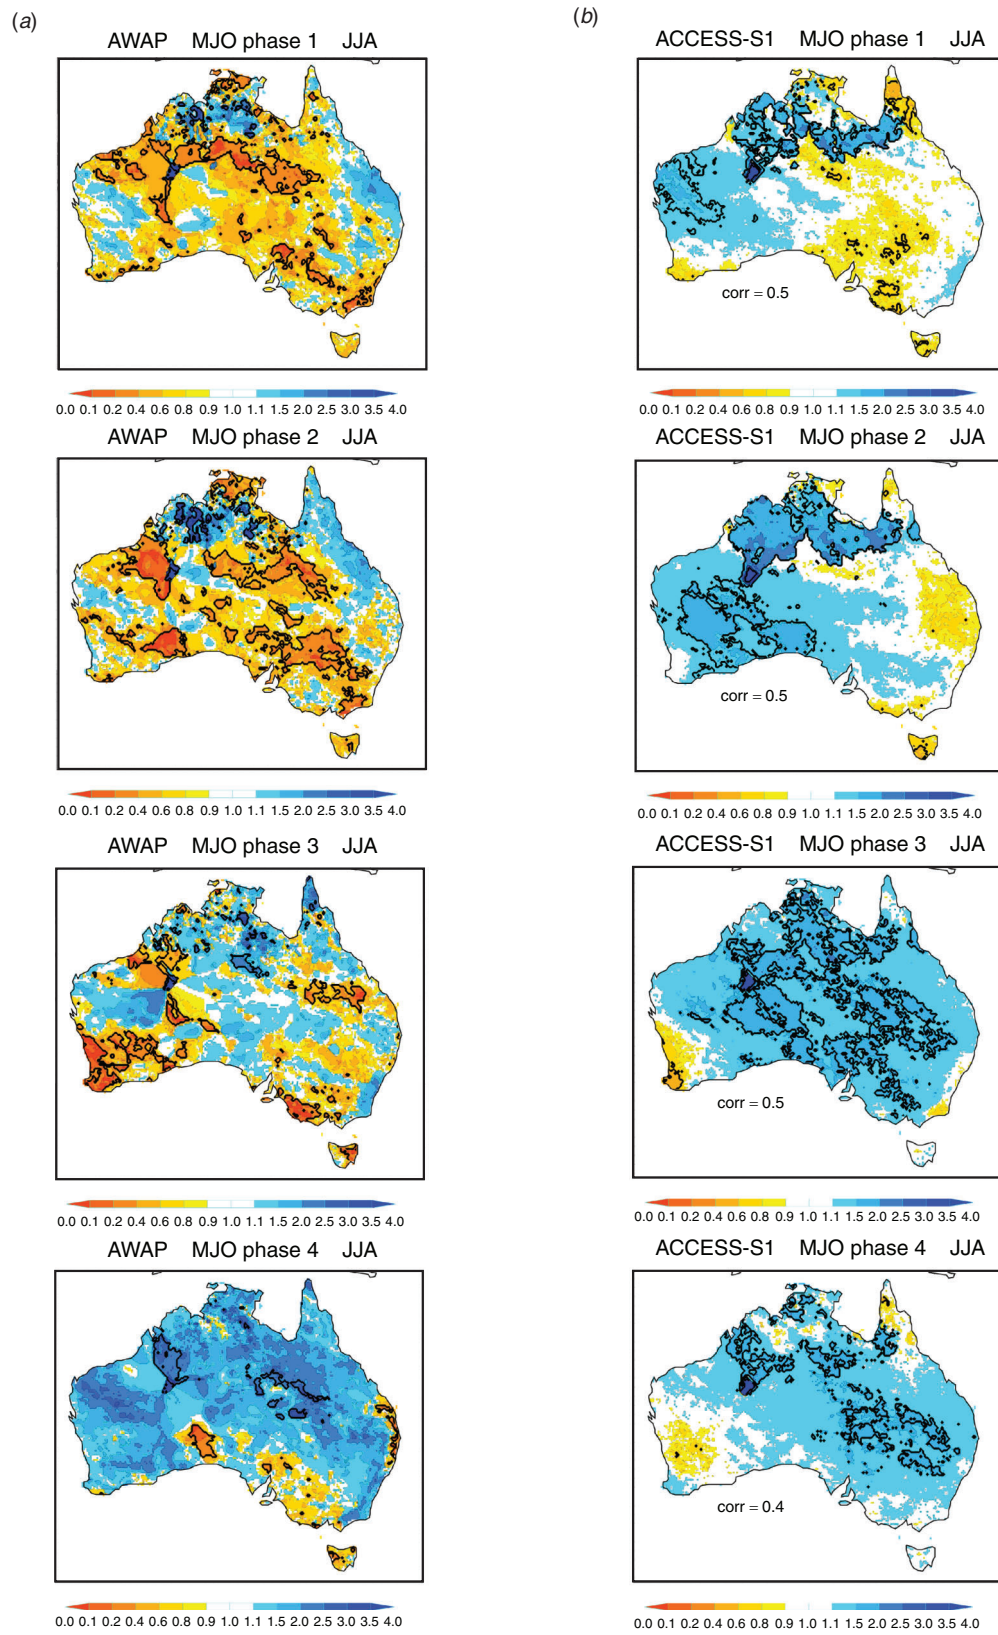 (a)
(b)
AWAP MJO phase 1 JJA
ACCESS-S1 MJO phase 1 JJA
corr = 0.5
0.0 0.1 0.2 0.4 0.6 0.8 0.9 1.0 1.1 1.5 2.0 2.5 3.0 3.5 4.0
0.0 0.1 0.2 0.4 0.6 0.8 0.9 1.0 1.1 1.5 2.0 2.5 3.0 3.5 4.0
AWAP MJO phase 2 JJA
ACCESS-S1 MJO phase 2 JJA
corr = 0.5
0.0 0.1 0.2 0.4 0.6 0.8 0.9 1.0 1.1 1.5 2.0 2.5 3.0 3.5 4.0
0.0 0.1 0.2 0.4 0.6 0.8 0.9 1.0 1.1 1.5 2.0 2.5 3.0 3.5 4.0
AWAP MJO phase 3 JJA
ACCESS-S1 MJO phase 3 JJA
corr = 0.5
0.0 0.1 0.2 0.4 0.6 0.8 0.9 1.0 1.1 1.5 2.0 2.5 3.0 3.5 4.0
0.0 0.1 0.2 0.4 0.6 0.9 1.0 1.1 1.5 2.0 2.5 3.0 3.5 4.0
AWAP MJO phase 4 JJA
ACCESS-S1 MJO phase 4 JJA
corr = 0.4
0.0 0.1 0.2 0.4 0.6 0.8 0.9 1.0 1.1 1.5 2.0 2.5 3.0 3.5 4.0
0.0 0.1 0.2 0.4 0.6 0.8 0.9 1.0 1.1 1.5 2.0 2.5 3.0 3.5 4.0